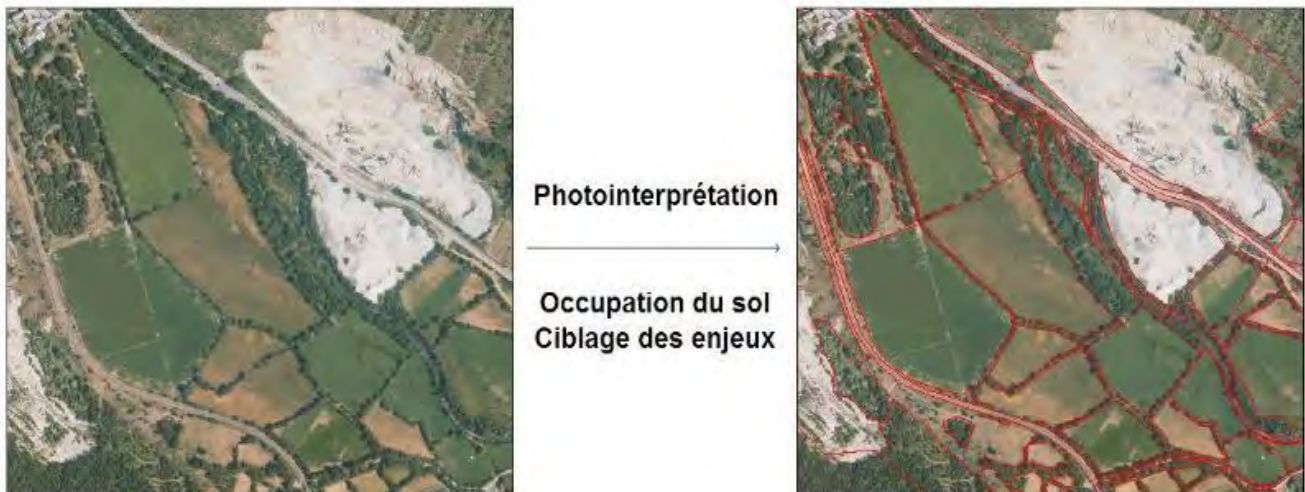 Photointerprétation
Occupation du sol
Ciblage des enjeux